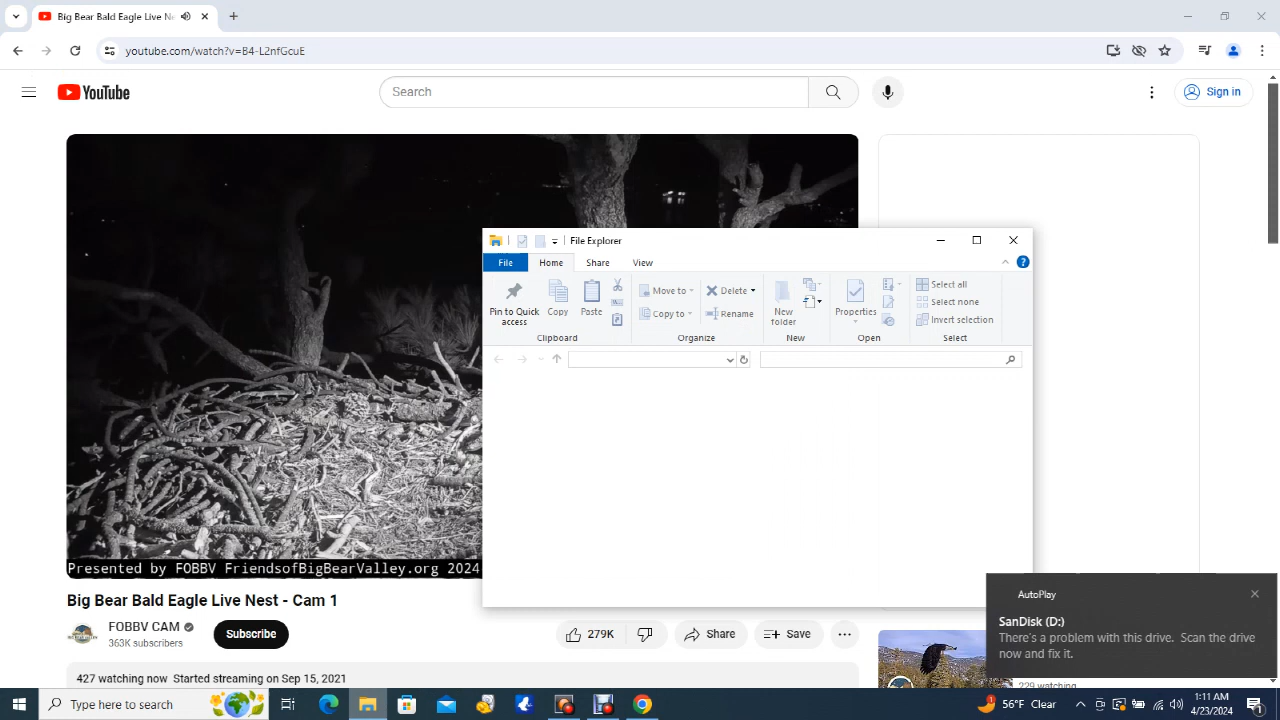 Big Bear Bald Eagle Live Ne
youtube.com/watch?v=B4-L2nfGcuE
YouTube
Search
Sign in
File Explorer
File
Home
Share
View
Pin to Quick access
Copy
Paste
Move to
Copy to
Delete
Rename
New folder
Properties
Select all
Select none
Invert selection
Clipboard
Organize
New
Open
Select
Presented by FOBBV FriendsofBigBearValley.org 2024
Big Bear Bald Eagle Live Nest - Cam 1
FOBBV CAM
363K subscribers
Subscribe
279K
Share
Save
427 watching now Started streaming on Sep 15, 2021
AutoPlay
SanDisk (D:)
There's a problem with this drive. Scan the drive
now and fix it.
229 watching
Type here to search
56°F Clear
1:11 AM
4/23/2024
1